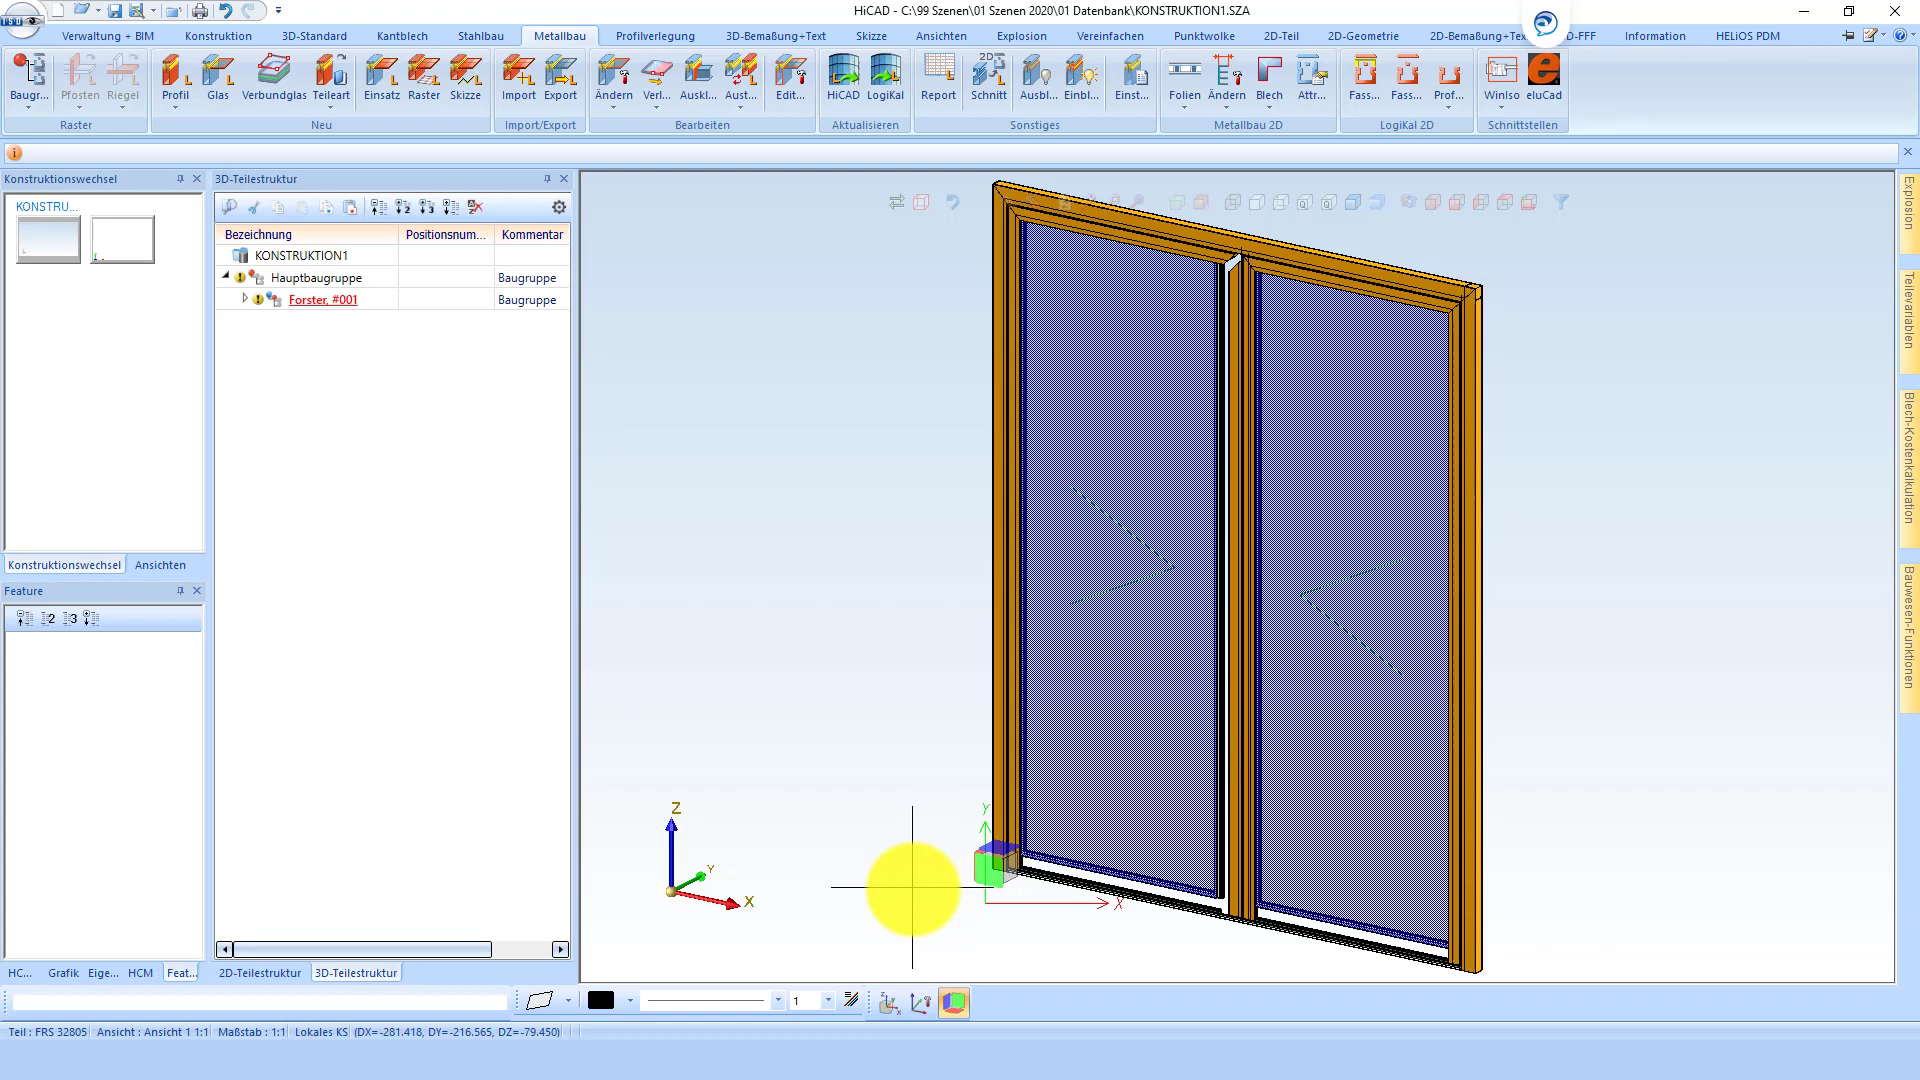 HiCAD - C:\99 Szenen\01 Szenen 2020\01 Datenbank\KONSTRUKTION1.SZA
ISD
Verwaltung + BIM Konstruktion 3D-Standard Kantblech Stahlbau Metallbau Profilverlegung 3D-Bemaßung+Text Skizze Ansichten Explosion Vereinfachen Punktwolke 2D-Teil 2D-Geometrie 2D-Bemaßung+Tex D-FFF Information HELiOS PDM
Baugr... Pfosten Riegel Profil Glas Verbundglas Teileart Einsatz Raster Skizze Import Export Ändern Verl... Auskl... Aust... Edit... HiCAD LogiKal Report Schnitt Ausbl... Einbl... Einst... Folien Ändern Blech Attr... Fass... Fass... Prof... WinIso eluCad
Raster Neu Import/Export Bearbeiten Aktualisieren Sonstiges Metallbau 2D LogiKal 2D Schnittstellen
Konstruktionswechsel
KONSTRU...
Konstruktionswechsel Ansichten
Feature
2 3
HC... Grafik Eige... HCM Feat...
3D-Teilestruktur
Bezeichnung Positionsnum... Kommentar
KONSTRUKTION1
Hauptbaugruppe Baugruppe
Forster, #001 Baugruppe
2D-Teilestruktur 3D-Teilestruktur
Z
Y
X
Y
X
Explosion
Teilevariablen
Blech-Kostenkalkulation
Bauwesen-Funktionen
1
Teil : FRS 32805 Ansicht : Ansicht 1 1:1 Maßstab : 1:1 Lokales KS (DX=-281.418, DY=-216.565, DZ=-79.450)